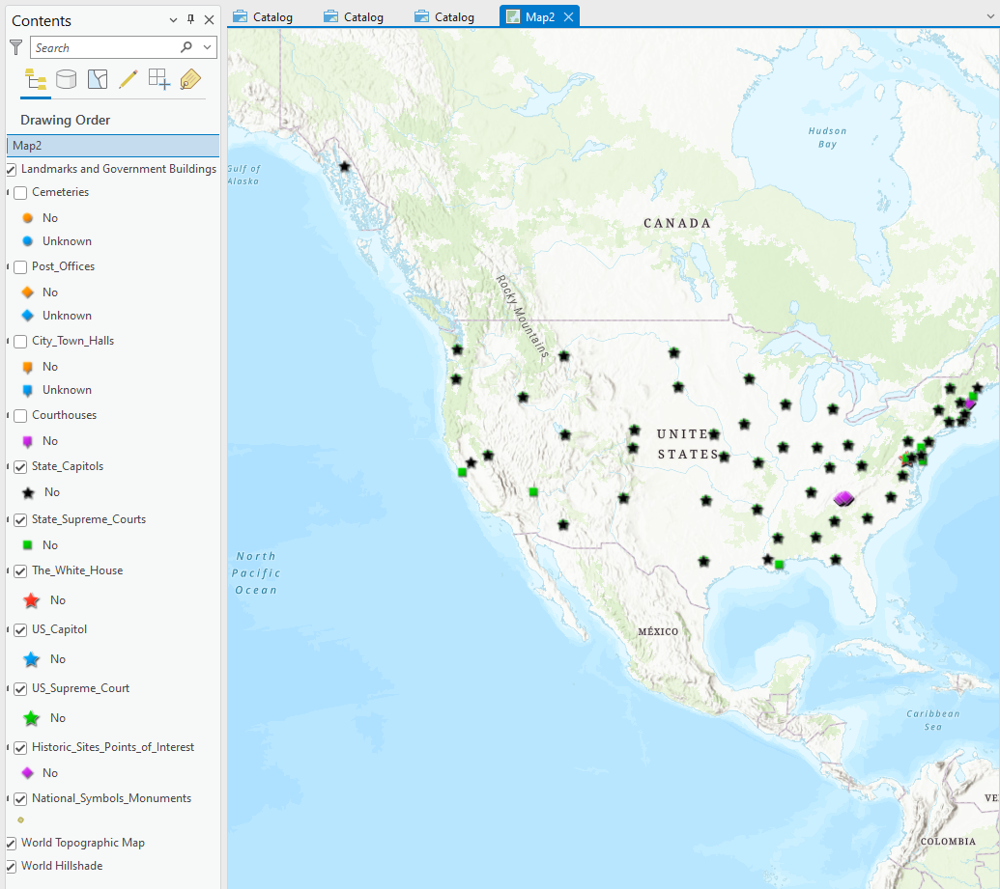 Contents
Catalog
Catalog
Catalog
Map2
Search
Drawing Order
Map2
Landmarks and Government Buildings
Cemeteries
No
Unknown
Post_Offices
No
Unknown
City_Town_Halls
No
Unknown
Courthouses
No
State_Capitols
No
State_Supreme_Courts
No
The_White_House
No
US_Capitol
No
US_Supreme_Court
No
Historic_Sites_Points_of_Interest
No
National_Symbols_Monuments
World Topographic Map
World Hillshade
Hudson
Bay
Gulf of
Alaska
CANADA
Rocky Mountains
UNITE
STATES
North
Pacific
Ocean
MÉXICO
Caribbean
Sea
VE
COLOMBIA